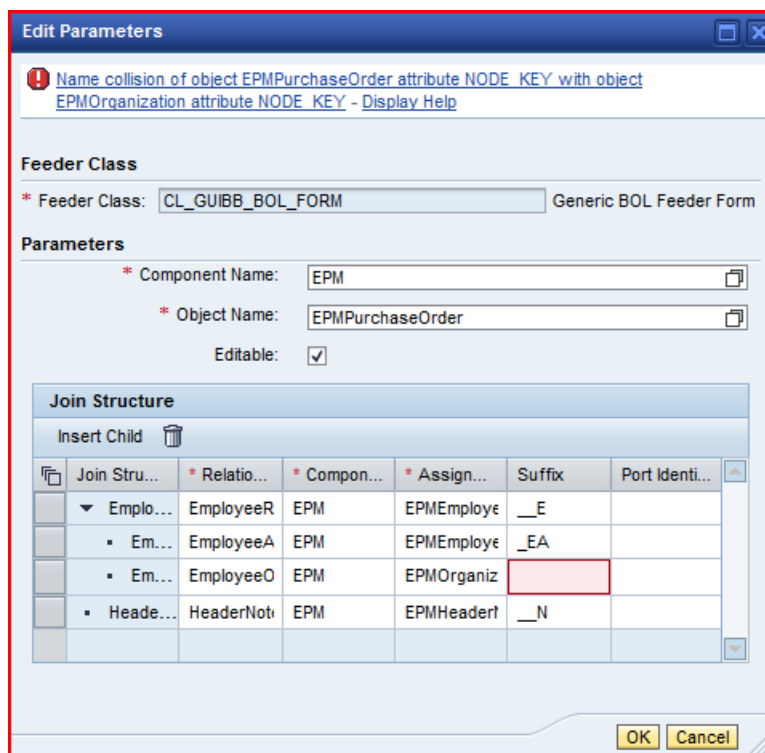 Edit Parameters
Name collision of object EPMPurchaseOrder attribute NODE_KEY with object
EPMOrganization attribute NODE_KEY - Display Help
Feeder Class
* Feeder Class: CL_GUIBB_BOL_FORM Generic BOL Feeder Form
Parameters
* Component Name: EPM
* Object Name: EPMPurchaseOrder
Editable:
Join Structure
Insert Child
Join Stru... * Relatio... * Compon... * Assign... Suffix Port Identi...
Emplo... EmployeeR EPM EPMEmploye __E
Em... EmployeeA EPM EPMEmploye _EA
Em... EmployeeO EPM EPMOrganiz
Heade... HeaderNot EPM EPMHeader __N
OK Cancel